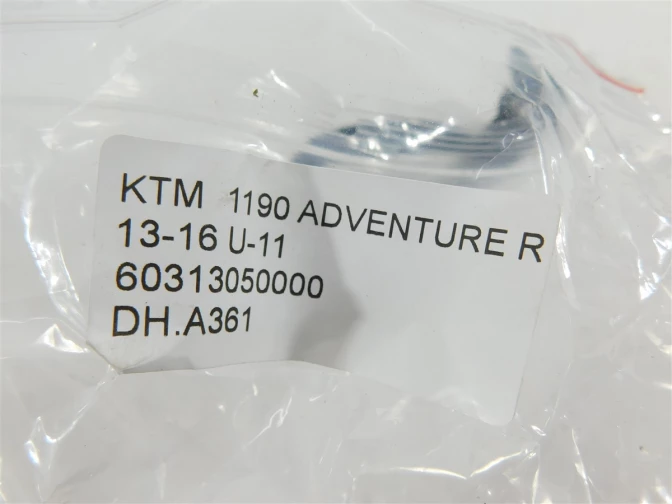 KTM 1190 ADVENTURE R
13-16 U-11
60313050000
DH.A361